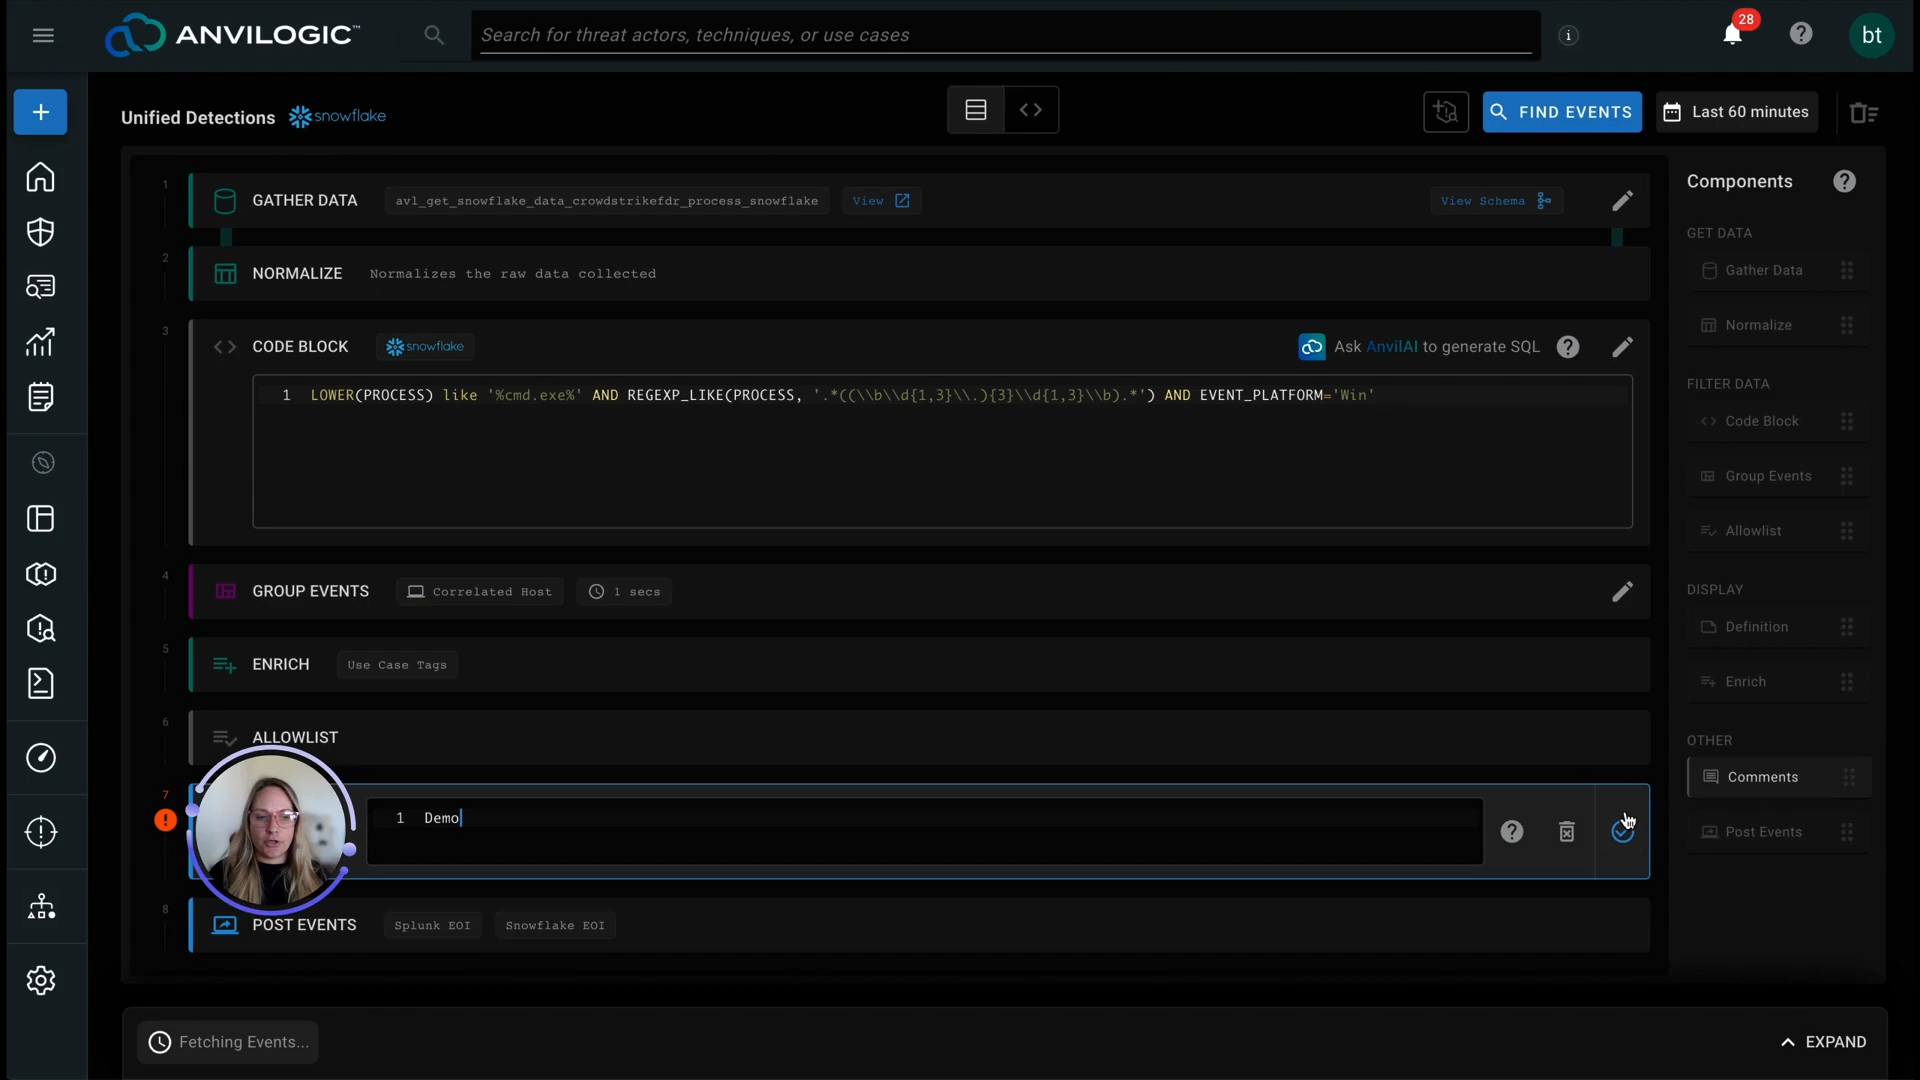 ANVILOGIC™
Search for threat actors, techniques, or use cases
28
bt
Unified Detections
snowflake
FIND EVENTS
Last 60 minutes
1
GATHER DATA
avl_get_snowflake_data_crowdstrikefdr_process_snowflake
View
View Schema
2
NORMALIZE
Normalizes the raw data collected
3
CODE BLOCK
snowflake
Ask AnvilAI to generate SQL
1 LOWER(PROCESS) like '%cmd.exe%' AND REGEXP_LIKE(PROCESS, '.*((\\b\\d{1,3}\\.){3}\\d{1,3}\\b).*') AND EVENT_PLATFORM='Win'
4
GROUP EVENTS
Correlated Host
1 secs
5
ENRICH
Use Case Tags
6
ALLOWLIST
7
1 Demo
8
POST EVENTS
Splunk EOI
Snowflake EOI
Components
GET DATA
Gather Data
Normalize
FILTER DATA
Code Block
Group Events
Allowlist
DISPLAY
Definition
Enrich
OTHER
Comments
Post Events
Fetching Events...
EXPAND